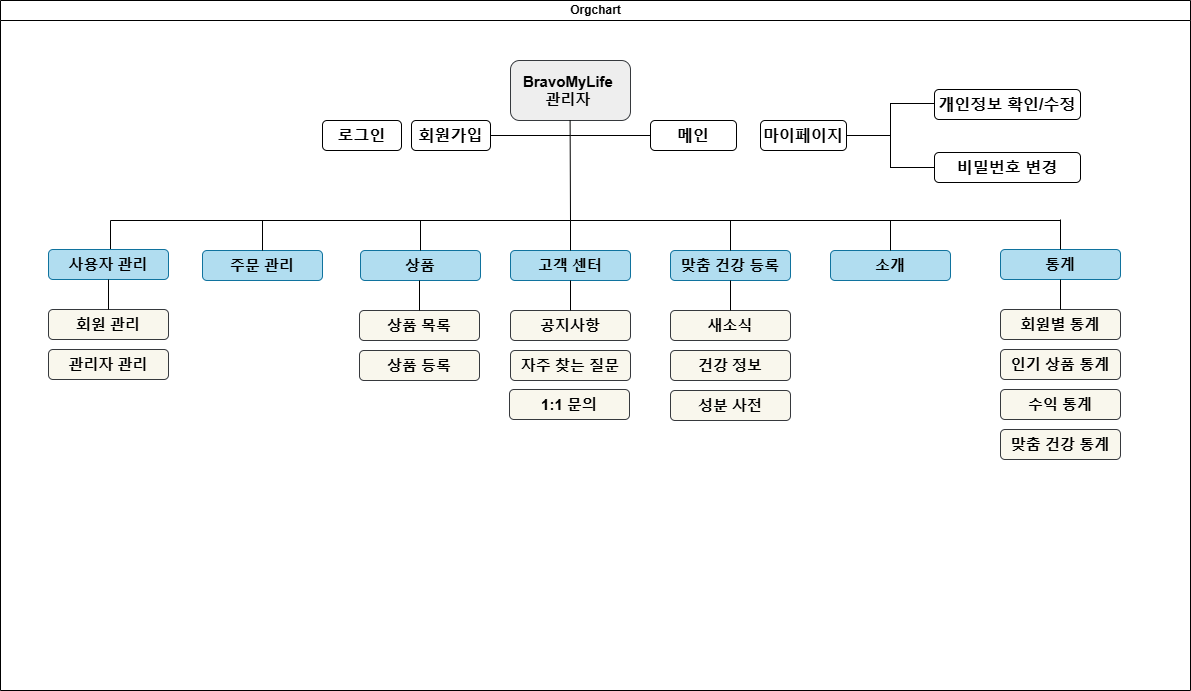 Orgchart
BravoMyLife
관리자
로그인
회원가입
메인
마이페이지
개인정보 확인/수정
비밀번호 변경
사용자 관리
주문 관리
상품
고객 센터
맞춤 건강 등록
소개
통계
회원 관리
상품 목록
공지사항
새소식
회원별 통계
관리자 관리
상품 등록
자주 찾는 질문
건강 정보
인기 상품 통계
1:1 문의
성분 사전
수익 통계
맞춤 건강 통계